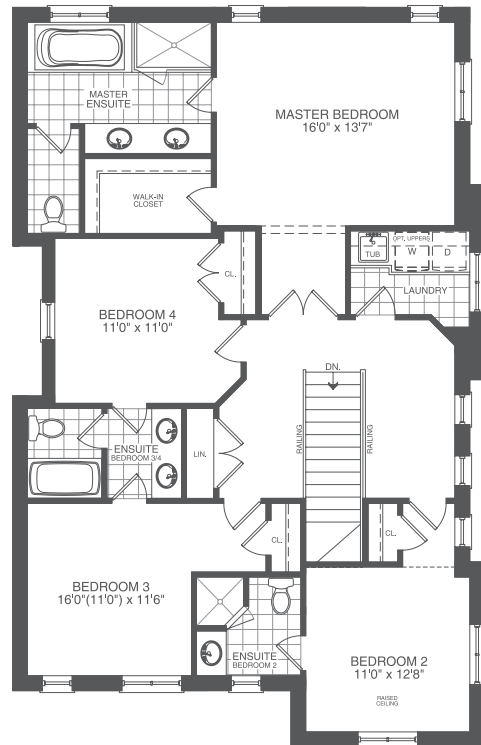 MASTER
ENSUITE
MASTER BEDROOM
16'0" x 13'7"
WALK-IN
CLOSET
OPT. UPPERS
TUB
W
D
LAUNDRY
CL.
BEDROOM 4
11'0" x 11'0"
DN.
RAILING
RAILING
ENSUITE
BEDROOM 3/4
LIN.
CL.
CL.
BEDROOM 3
16'0"(11'0") x 11'6"
ENSUITE
BEDROOM 2
BEDROOM 2
11'0" x 12'8"
RAISED
CEILING